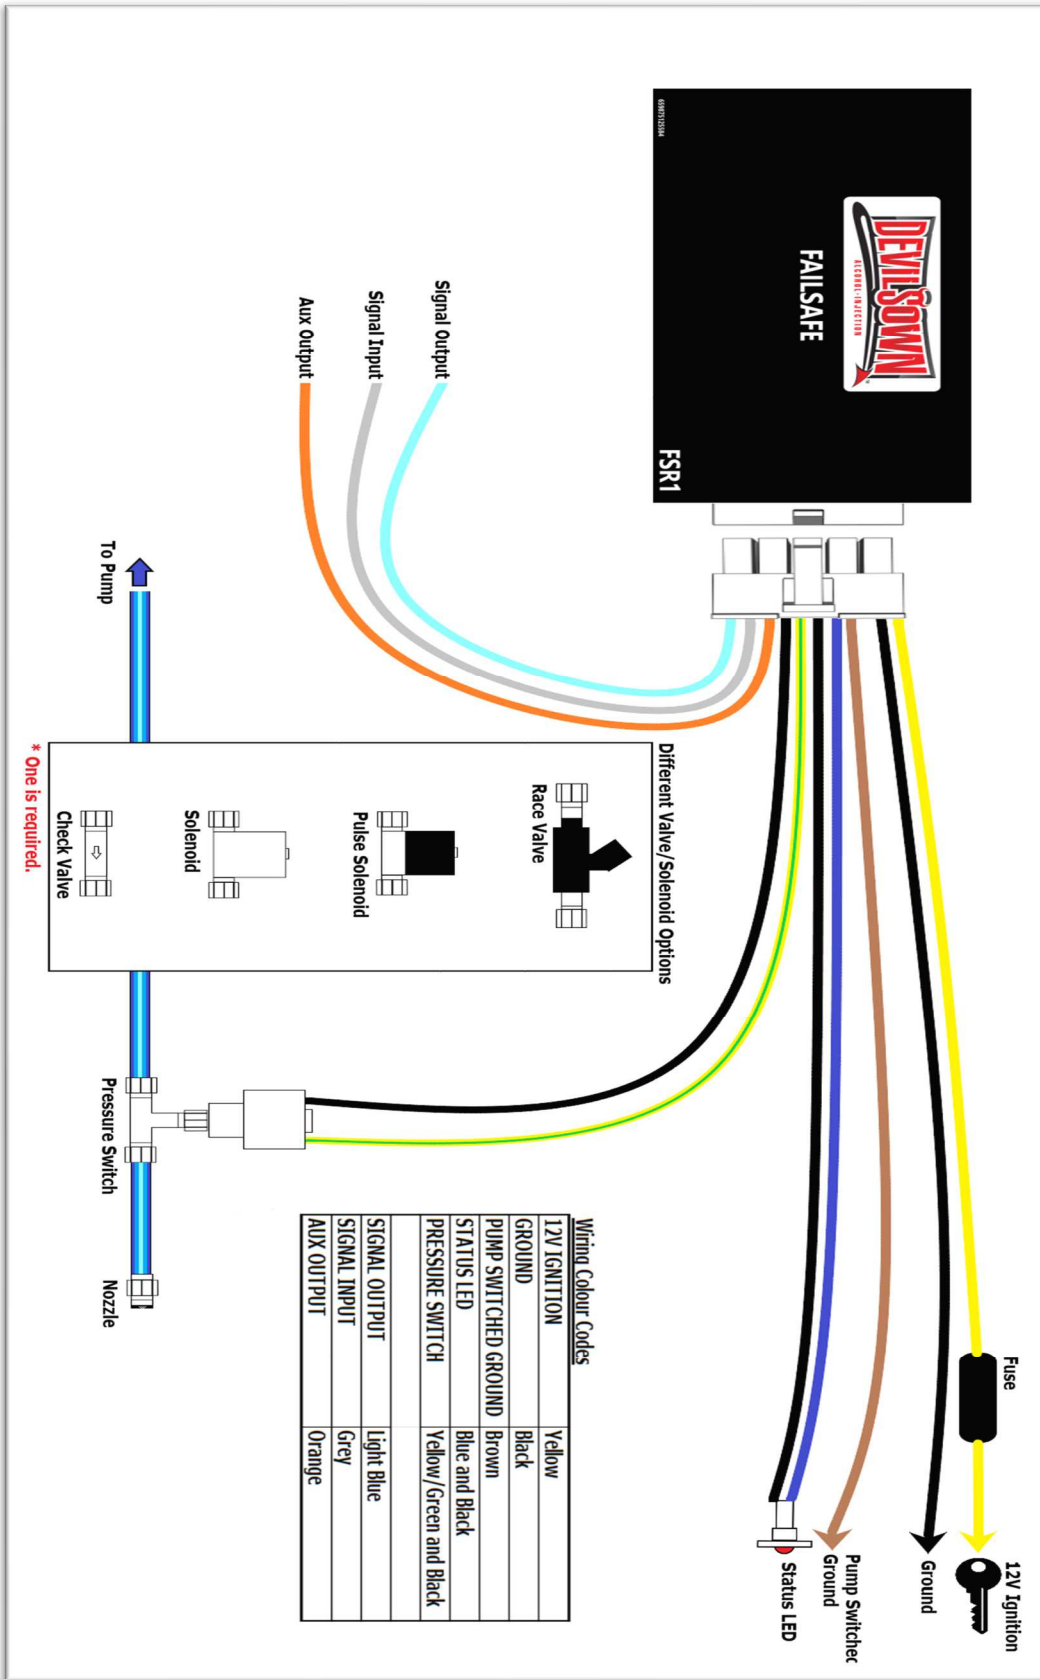 DEVILSOWN
ALCOHOL-INJECTION
FAILSAFE
FSR1
659875125584
12V Ignition
Fuse
Ground
Pump Switched
Ground
Status LED
Signal Output
Signal Input
Aux Output
Different Valve/Solenoid Options
Race Valve
Pulse Solenoid
Solenoid
Check Valve
* One is required.
To Pump
Pressure Switch
Nozzle
Wiring Colour Codes
12V IGNITION Yellow
GROUND Black
PUMP SWITCHED GROUND Brown
STATUS LED Blue and Black
PRESSURE SWITCH Yellow/Green and Black
SIGNAL OUTPUT Light Blue
SIGNAL INPUT Grey
AUX OUTPUT Orange